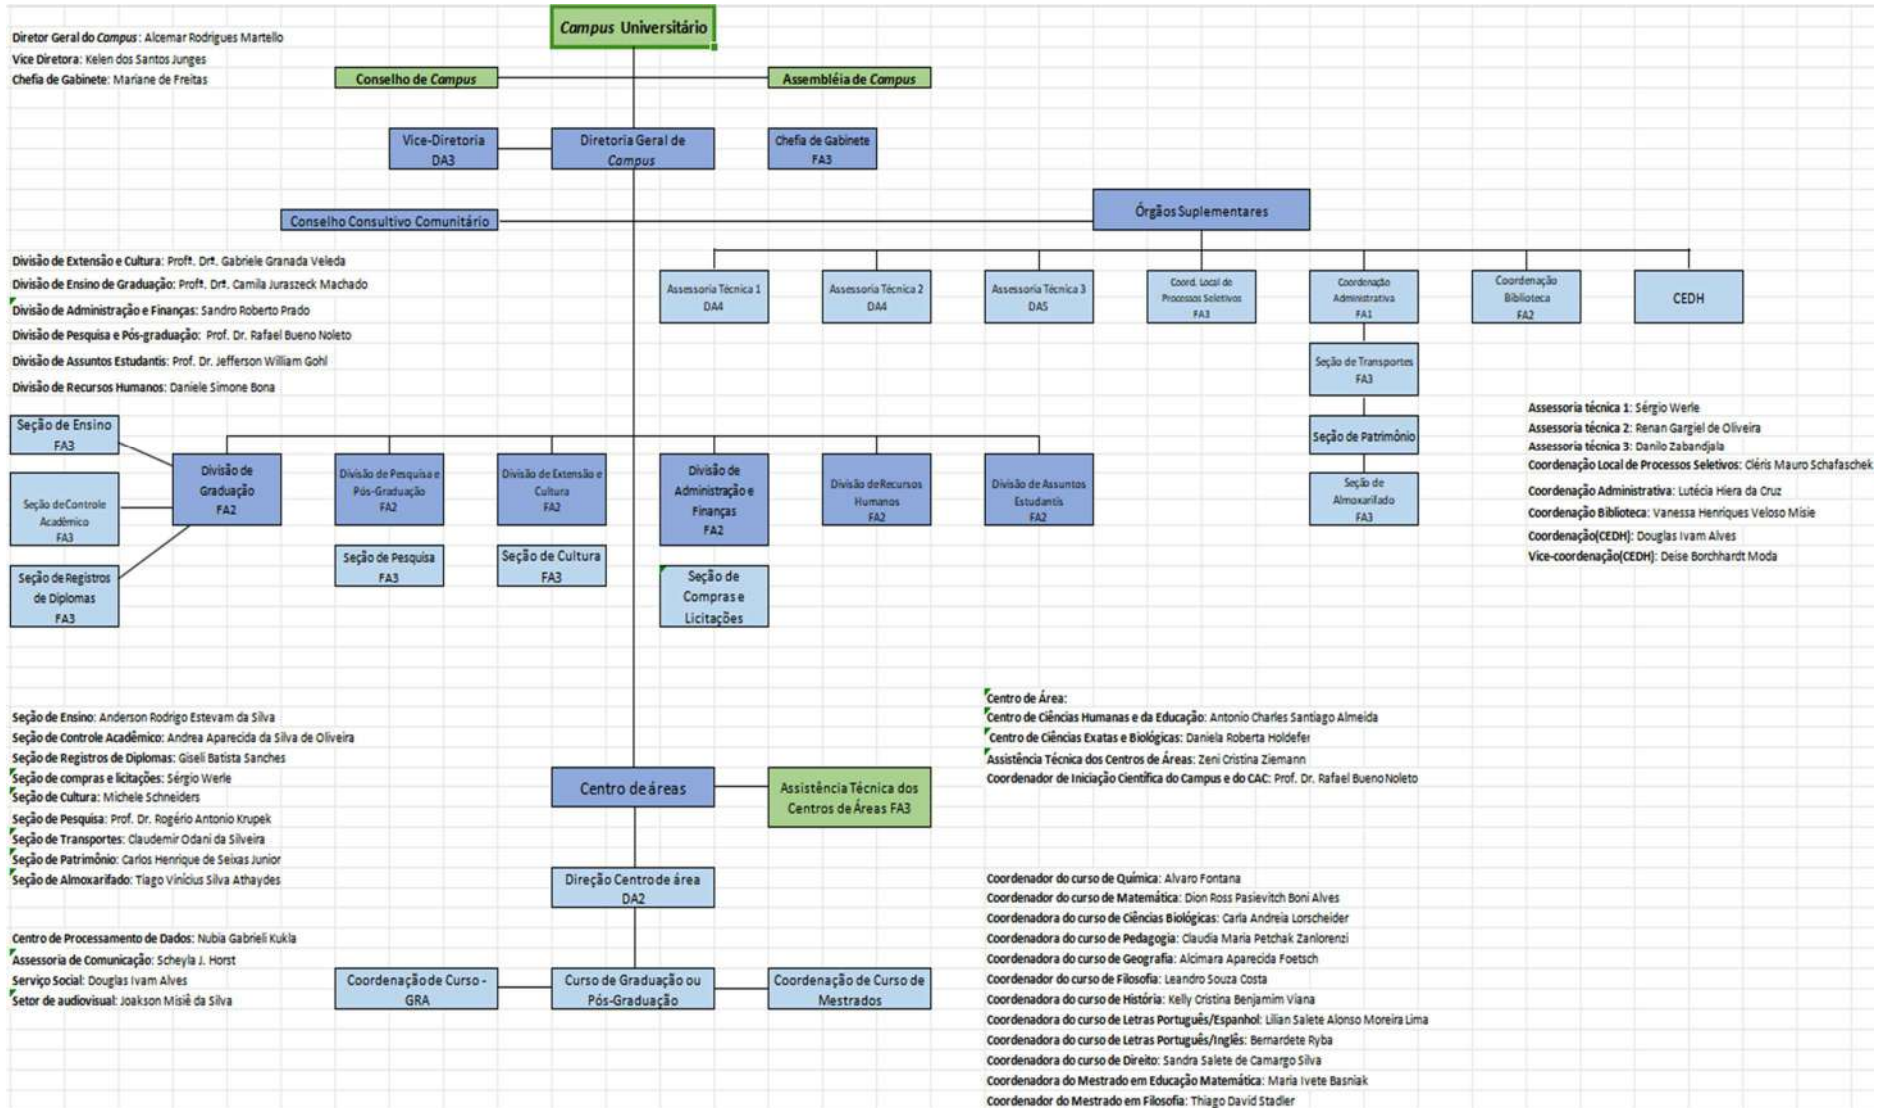 Campus Universitário
Diretor Geral do Campus: Alcemar Rodrigues Martello
Vice Diretora: Kelen dos Santos Junges
Chefia de Gabinete: Mariane de Freitas
Conselho de Campus
Assembléia de Campus
Vice-Diretoria
DA3
Diretoria Geral de
Campus
Chefia de Gabinete
FA3
Conselho Consultivo Comunitário
Órgãos Suplementares
Divisão de Extensão e Cultura: Profª. Drª. Gabriele Granada Veleda
Divisão de Ensino de Graduação: Profª. Drª. Camila Juraszeck Machado
Divisão de Administração e Finanças: Sandro Roberto Prado
Divisão de Pesquisa e Pós-graduação: Prof. Dr. Rafael Bueno Noleto
Divisão de Assuntos Estudantis: Prof. Dr. Jefferson William Gohl
Divisão de Recursos Humanos: Daniele Simone Bona
Assessoria Técnica 1
DA4
Assessoria Técnica 2
DA4
Assessoria Técnica 3
DA5
Coord. Local de
Processos Seletivos
FA3
Coordenação
Administrativa
FA1
Coordenação
Biblioteca
FA2
CEDH
Seção de Transportes
FA3
Seção de Patrimônio
Seção de
Almoxarifado
FA3
Assessoria técnica 1: Sérgio Werle
Assessoria técnica 2: Renan Gargiel de Oliveira
Assessoria técnica 3: Danilo Zabandjala
Coordenação Local de Processos Seletivos: Cléris Mauro Schafaschek
Coordenação Administrativa: Lutécia Hiera da Cruz
Coordenação Biblioteca: Vanessa Henriques Veloso Misie
Coordenação(CEDH): Douglas Ivam Alves
Vice-coordenação(CEDH): Deise Borchhardt Moda
Seção de Ensino
FA3
Seção de Controle
Acadêmico
FA3
Seção de Registros
de Diplomas
FA3
Divisão de
Graduação
FA2
Divisão de Pesquisa e
Pós-Graduação
FA2
Divisão de Extensão e
Cultura
FA2
Divisão de
Administração e
Finanças
FA2
Divisão de Recursos
Humanos
FA2
Divisão de Assuntos
Estudantis
FA2
Seção de Pesquisa
FA3
Seção de Cultura
FA3
Seção de
Compras e
Licitações
Seção de Ensino: Anderson Rodrigo Estevam da Silva
Seção de Controle Acadêmico: Andrea Aparecida da Silva de Oliveira
Seção de Registros de Diplomas: Giseli Batista Sanches
Seção de compras e licitações: Sérgio Werle
Seção de Cultura: Michele Schneiders
Seção de Pesquisa: Prof. Dr. Rogério Antonio Krupek
Seção de Transportes: Claudemir Odani da Silveira
Seção de Patrimônio: Carlos Henrique de Seixas Junior
Seção de Almoxarifado: Tiago Vinícius Silva Athaydes
Centro de Processamento de Dados: Nubia Gabrieli Kukla
Assessoria de Comunicação: Scheyla J. Horst
Serviço Social: Douglas Ivam Alves
Setor de audiovisual: Joakson Misiê da Silva
Centro de áreas
Assistência Técnica dos
Centros de Áreas FA3
Direção Centro de área
DA2
Coordenação de Curso -
GRA
Curso de Graduação ou
Pós-Graduação
Coordenação de Curso de
Mestrados
Centro de Área:
Centro de Ciências Humanas e da Educação: Antonio Charles Santiago Almeida
Centro de Ciências Exatas e Biológicas: Daniela Roberta Holdefer
Assistência Técnica dos Centros de Áreas: Zeni Cristina Ziemann
Coordenador de Iniciação Científica do Campus e do CAC: Prof. Dr. Rafael Bueno Noleto
Coordenador do curso de Química: Alvaro Fontana
Coordenador do curso de Matemática: Dion Ross Pasievitch Boni Alves
Coordenadora do curso de Ciências Biológicas: Carla Andreia Lorscheider
Coordenadora do curso de Pedagogia: Claudia Maria Petchak Zanlorenzi
Coordenadora do curso de Geografia: Alcimara Aparecida Foetsch
Coordenador do curso de Filosofia: Leandro Souza Costa
Coordenadora do curso de História: Kelly Cristina Benjamim Viana
Coordenadora do curso de Letras Português/Espanhol: Lilian Salete Alonso Moreira Lima
Coordenadora do curso de Letras Português/Inglês: Bernardete Ryba
Coordenadora do curso de Direito: Sandra Salete de Camargo Silva
Coordenadora do Mestrado em Educação Matemática: Maria Ivete Basniak
Coordenador do Mestrado em Filosofia: Thiago David Stadler